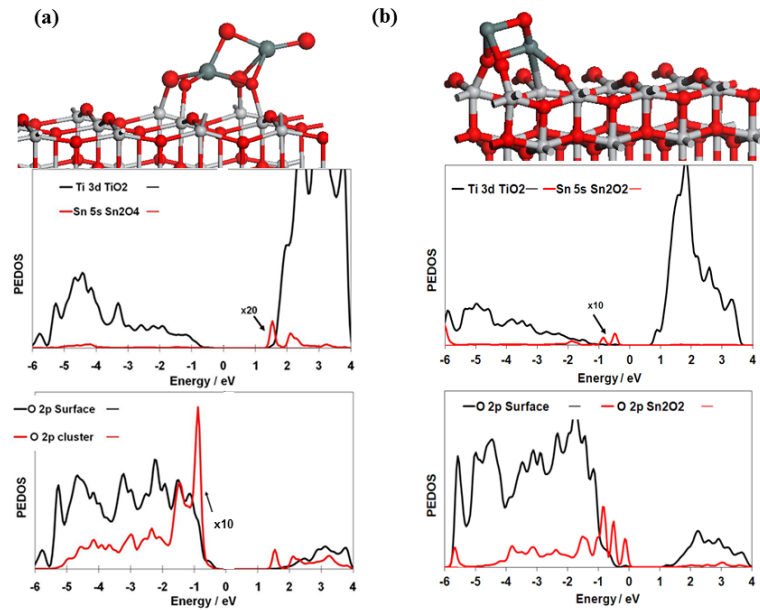 (a)
Ti 3d TiO2
Sn 5s Sn2O4
x20
PEDOS
-6 -5 -4 -3 -2 -1 0 1 2 3 4
Energy / eV
O 2p Surface
O 2p cluster
x10
PEDOS
-6 -5 -4 -3 -2 -1 0 1 2 3 4
Energy / eV
(b)
Ti 3d TiO2 Sn 5s Sn2O2
x10
PEDOS
-6 -5 -4 -3 -2 -1 0 1 2 3 4
Energy / eV
O 2p Surface O 2p Sn2O2
PEDOS
-6 -5 -4 -3 -2 -1 0 1 2 3 4
Energy / eV